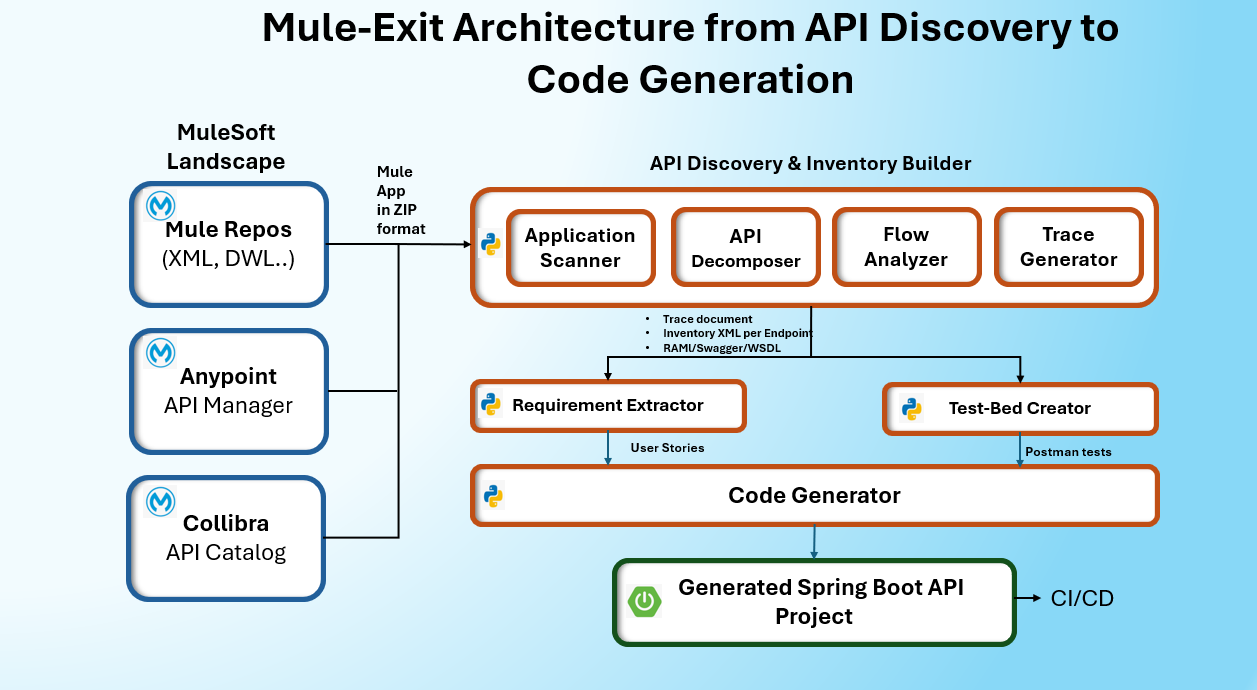 Mule-Exit Architecture from API Discovery to
Code Generation
MuleSoft
Landscape
Mule Repos
(XML, DWL..)
Anypoint
API Manager
Collibra
API Catalog
Mule
App
in ZIP
format
API Discovery & Inventory Builder
Application
Scanner
API
Decomposer
Flow
Analyzer
Trace
Generator
• Trace document
• Inventory XML per Endpoint
• RAMl/Swagger/WSDL
Requirement Extractor
Test-Bed Creator
User Stories
Postman tests
Code Generator
Generated Spring Boot API
Project
CI/CD